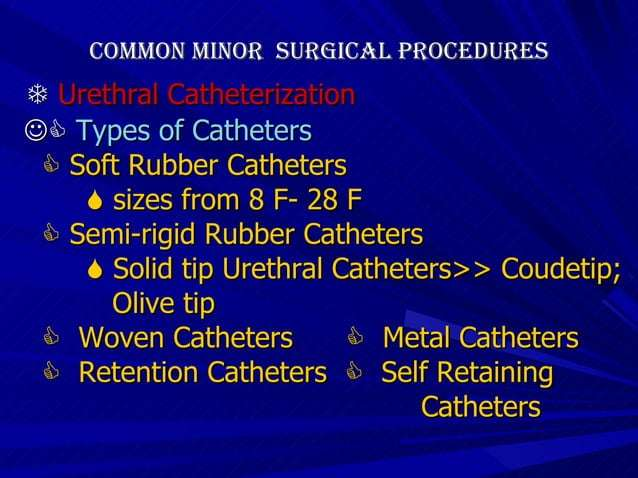 Common Minor Surgical Procedures
Urethral Catheterization
Types of Catheters
Soft Rubber Catheters
sizes from 8 F- 28 F
Semi-rigid Rubber Catheters
Solid tip Urethral Catheters>> Coudetip;
Olive tip
Woven Catheters Metal Catheters
Retention Catheters Self Retaining
Catheters